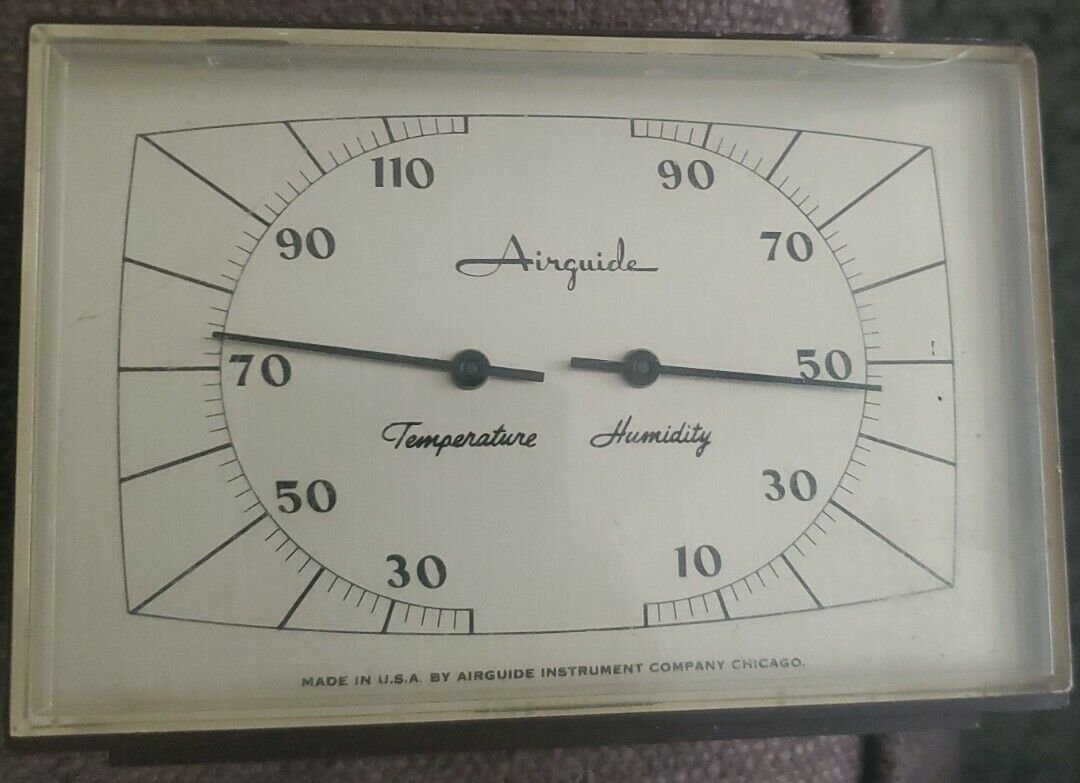 110 90
Airguide
90 70
70 50
Temperature Humidity
50 30
30 10
MADE IN U.S.A. BY AIRGUIDE INSTRUMENT COMPANY CHICAGO.